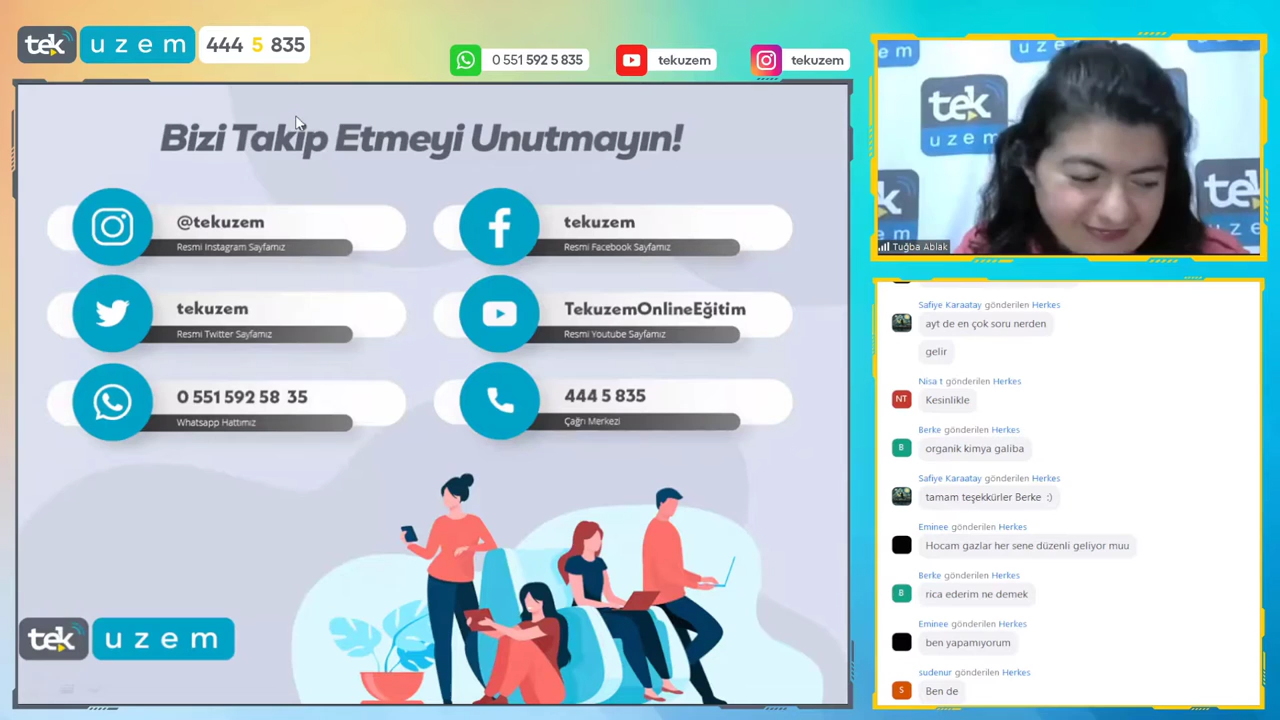 tek uzem 444 5 835
0 551 592 5 835
tekuzem
tekuzem
Bizi Takip Etmeyi Unutmayın!
@tekuzem
Resmi Instagram Sayfamız
tekuzem
Resmi Facebook Sayfamız
tekuzem
Resmi Twitter Sayfamız
TekuzemOnlineEğitim
Resmi Youtube Sayfamız
0 551 592 58 35
Whatsapp Hattımız
444 5 835
Çağrı Merkezi
tek uzem
tek
uzem
Tuğba Ablak
Safiye Karaatay gönderilen Herkes
ayt de en çok soru nerden
gelir
Nisa t gönderilen Herkes
NT
Kesinlikle
Berke gönderilen Herkes
B
organik kimya galiba
Safiye Karaatay gönderilen Herkes
tamam teşekkürler Berke :)
Eminee gönderilen Herkes
Hocam gazlar her sene düzenli geliyor muu
Berke gönderilen Herkes
B
rica ederim ne demek
Eminee gönderilen Herkes
ben yapamıyorum
sudenur gönderilen Herkes
S
Ben de